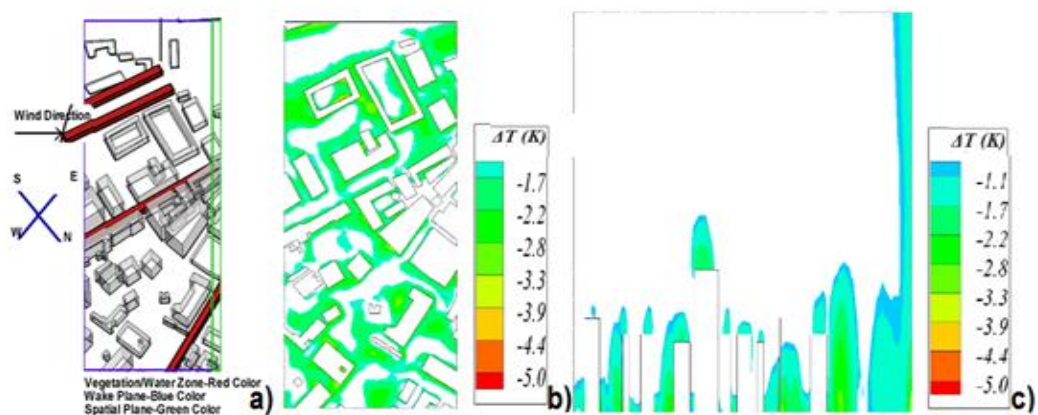 Wind Direction
S
E
W
N
Vegetation/Water Zone-Red Color
Wake Plane-Blue Color
Spatial Plane-Green Color
a)
ΔT (K)
-1.7
-2.2
-2.8
-3.3
-3.9
-4.4
-5.0
b)
ΔT (K)
-1.1
-1.7
-2.2
-2.8
-3.3
-3.9
-4.4
-5.0
c)